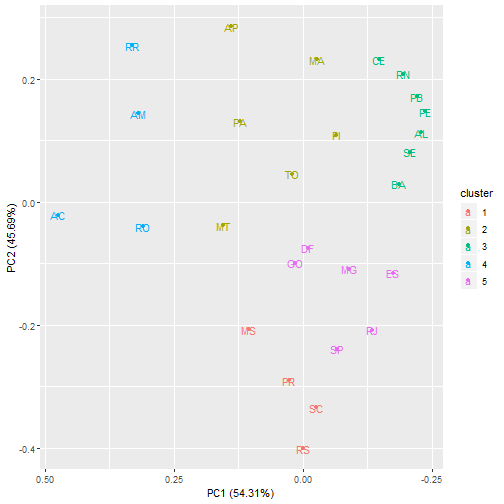 AP
RR
MA
CE
RN
PB
AM
PE
PA
AL
PI
SE
TO
BA
AC
RO
MT
DF
GO
MG
ES
MS
RJ
SP
PR
SC
RS
0.2
0.0
-0.2
-0.4
0.50
0.25
0.00
-0.25
PC1 (54.31%)
PC2 (45.69%)
cluster
a 1
a 2
a 3
a 4
a 5